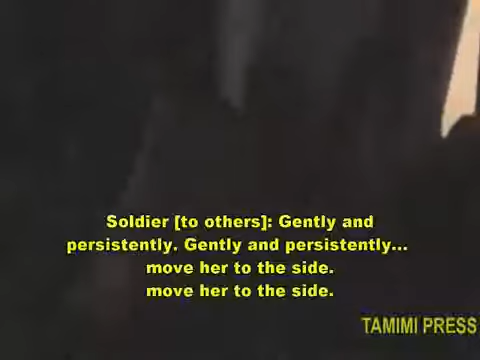 Soldier [to others]: Gently and
persistently. Gently and persistently...
move her to the side.
move her to the side.
TAMIMI PRESS